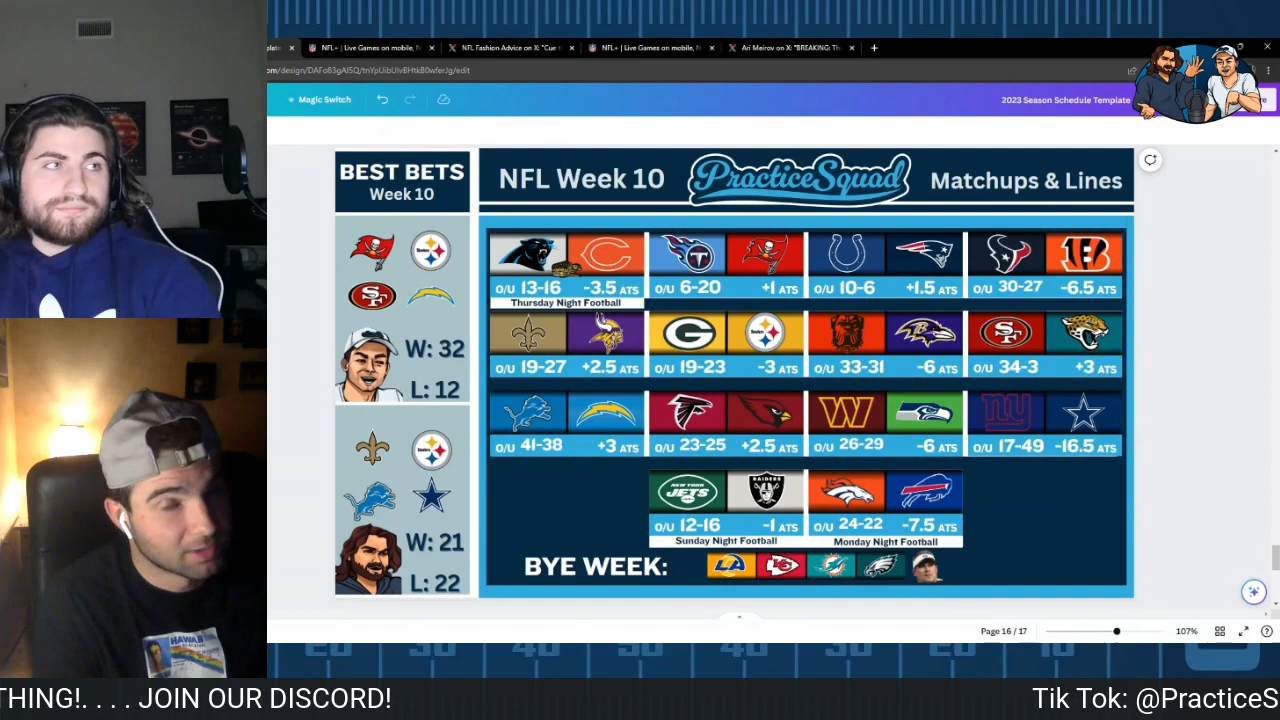 NFL+ | Live Games on mobile, N
NFL Fashion Advice on X: "Cue t
NFL+ | Live Games on mobile, N
Ari Meirov on X: "BREAKING: Th
Magic Switch
2023 Season Schedule Template
BEST BETS
Week 10
NFL Week 10
PracticeSquad
Matchups & Lines
O/U 13-16 -3.5 ATS
O/U 6-20 +1 ATS
O/U 10-6 +1.5 ATS
O/U 30-27 -6.5 ATS
Thursday Night Football
O/U 19-27 +2.5 ATS
O/U 19-23 -3 ATS
O/U 33-31 -6 ATS
O/U 34-3 +3 ATS
W: 32
L: 12
O/U 41-38 +3 ATS
O/U 23-25 +2.5 ATS
O/U 26-29 -6 ATS
O/U 17-49 -16.5 ATS
NEW YORK
JETS
RAIDERS
O/U 12-16 -1 ATS
O/U 24-22 -7.5 ATS
Sunday Night Football
Monday Night Football
W: 21
L: 22
BYE WEEK:
Page 16 / 17
107%
HAWAII
THING!. . . . JOIN OUR DISCORD!
Tik Tok: @PracticeS